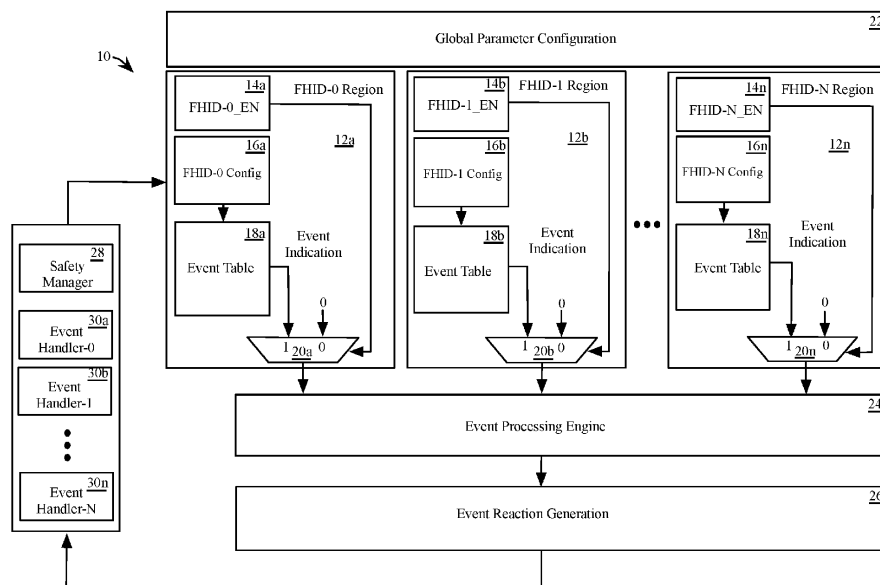 22
Global Parameter Configuration
10
14a
FHID-0 Region
FHID-0_EN
12a
16a
FHID-0 Config
18a
Event Table
Event
Indication
0
1 0
20a
14b
FHID-1 Region
FHID-1_EN
12b
16b
FHID-1 Config
18b
Event Table
Event
Indication
0
1 0
20b
14n
FHID-N Region
FHID-N_EN
12n
16n
FHID-N Config
18n
Event Table
Event
Indication
0
1 0
20n
28
Safety
Manager
30a
Event
Handler-0
30b
Event
Handler-1
30n
Event
Handler-N
24
Event Processing Engine
26
Event Reaction Generation